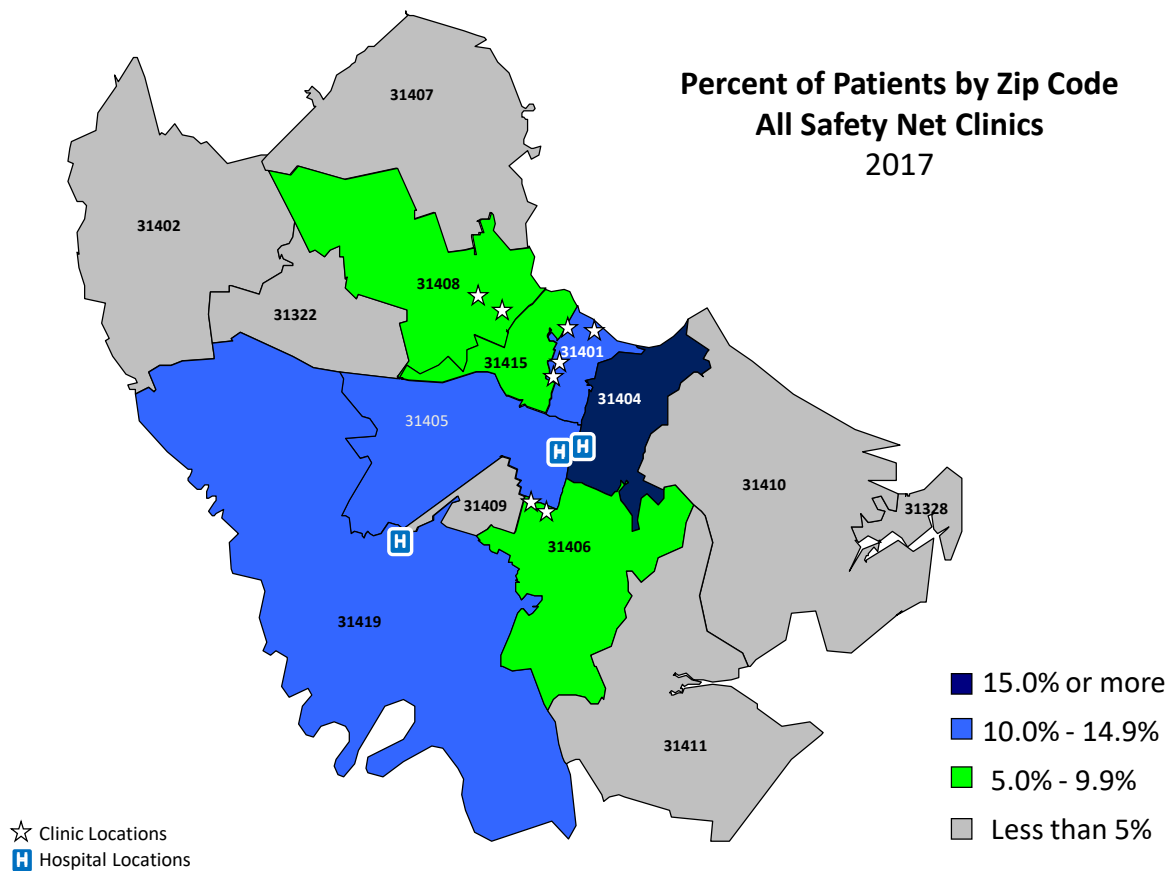 Percent of Patients by Zip Code
All Safety Net Clinics
2017
31407
31402
31408
31322
31415
31401
31404
31405
31410
31409
31328
31406
31419
31411
H
H
H
15.0% or more
10.0% - 14.9%
5.0% - 9.9%
Less than 5%
Clinic Locations
H Hospital Locations